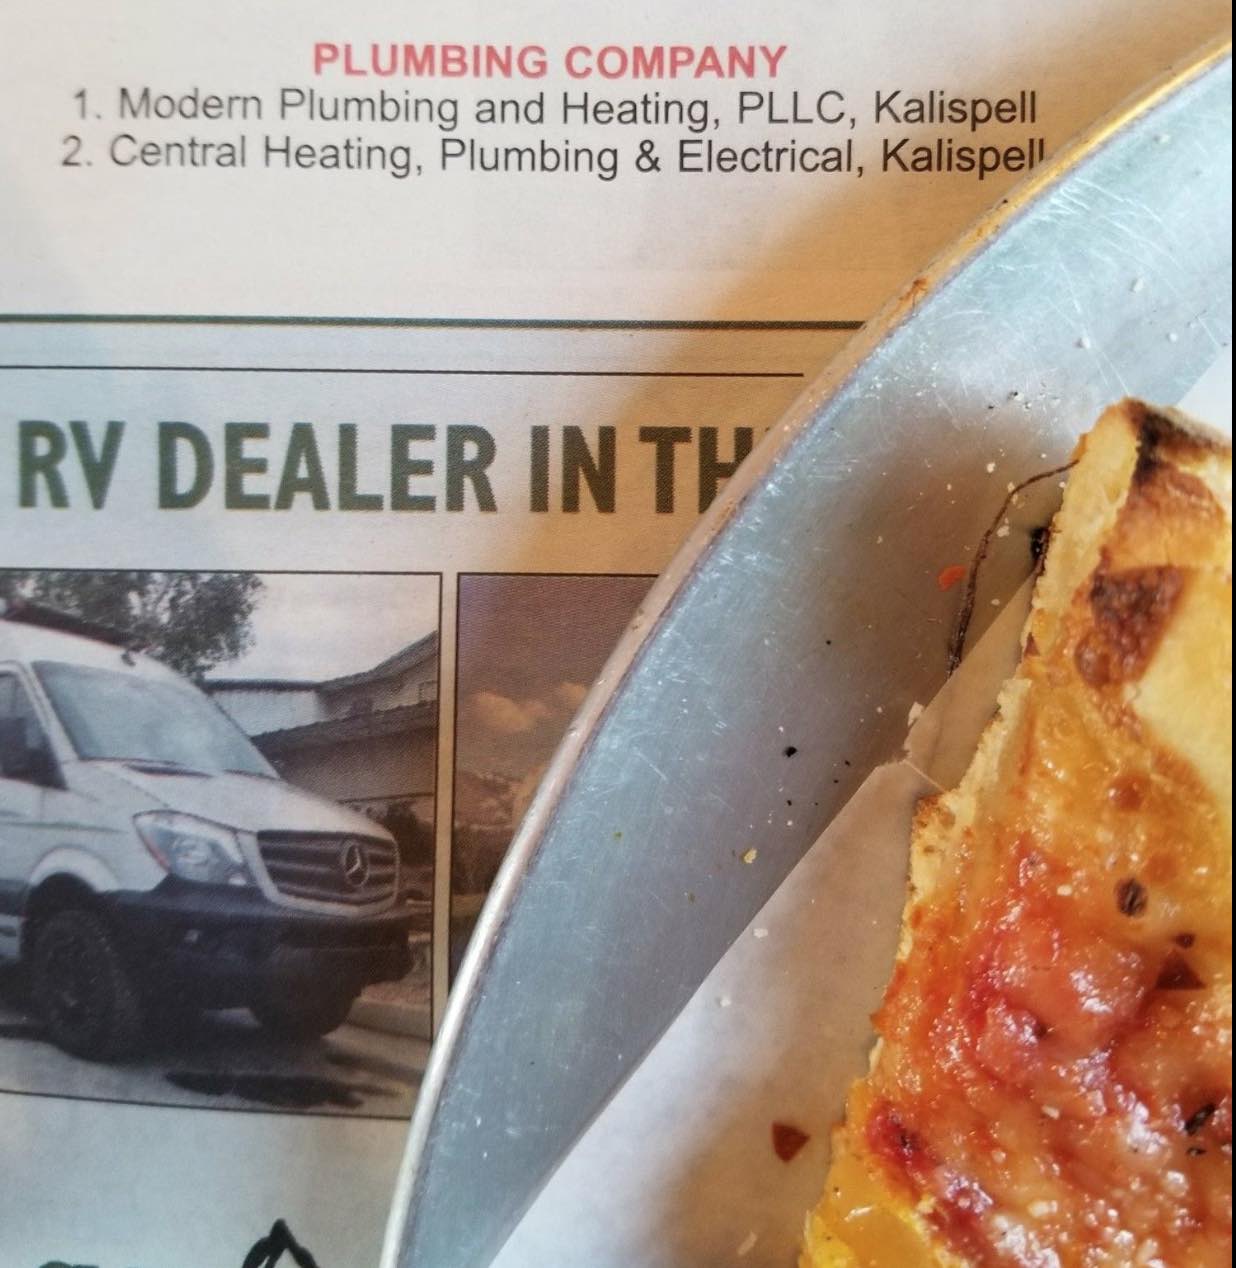 PLUMBING COMPANY
1. Modern Plumbing and Heating, PLLC, Kalispell
2. Central Heating, Plumbing & Electrical, Kalispell
RV DEALER IN TH